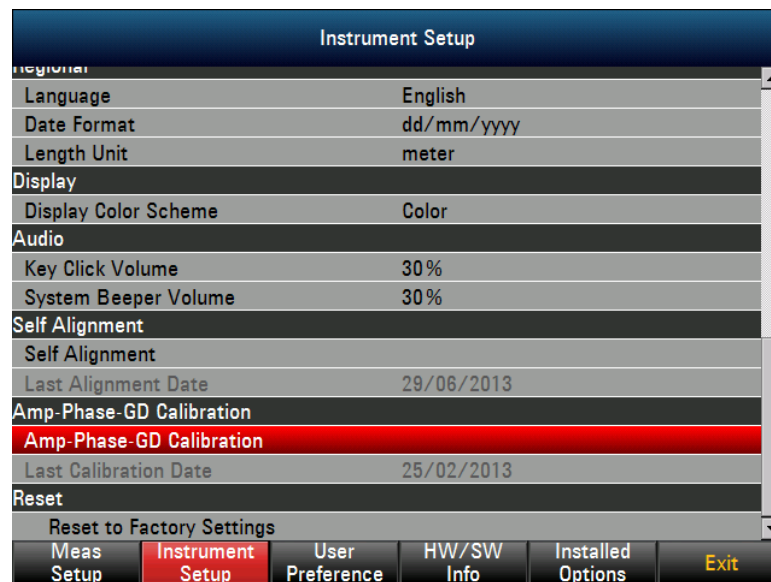 Instrument Setup
Regional
Language English
Date Format dd/mm/yyyy
Length Unit meter
Display
Display Color Scheme Color
Audio
Key Click Volume 30%
System Beeper Volume 30%
Self Alignment
Self Alignment
Last Alignment Date 29/06/2013
Amp-Phase-GD Calibration
Amp-Phase-GD Calibration
Last Calibration Date 25/02/2013
Reset
Reset to Factory Settings
Meas Setup Instrument Setup User Preference HW/SW Info Installed Options Exit